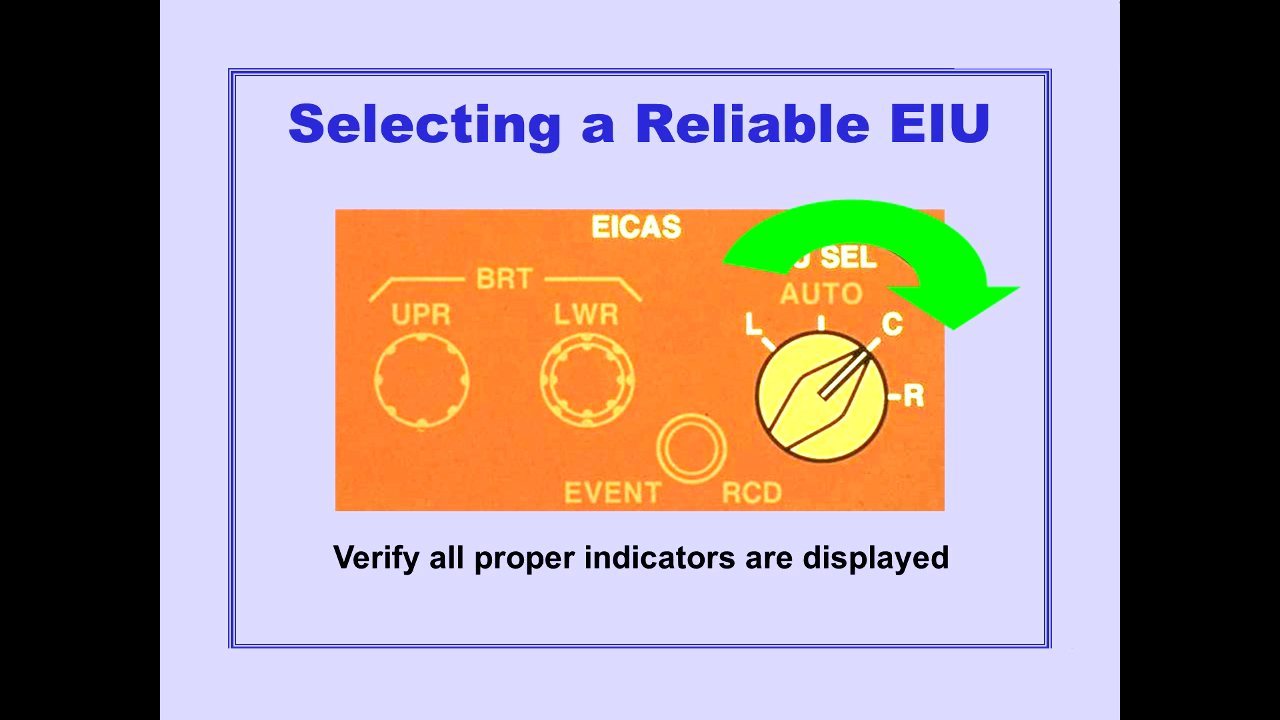 Selecting a Reliable EIU
EICAS
SEL
BRT
AUTO
UPR
LWR
L
C
R
EVENT
RCD
Verify all proper indicators are displayed